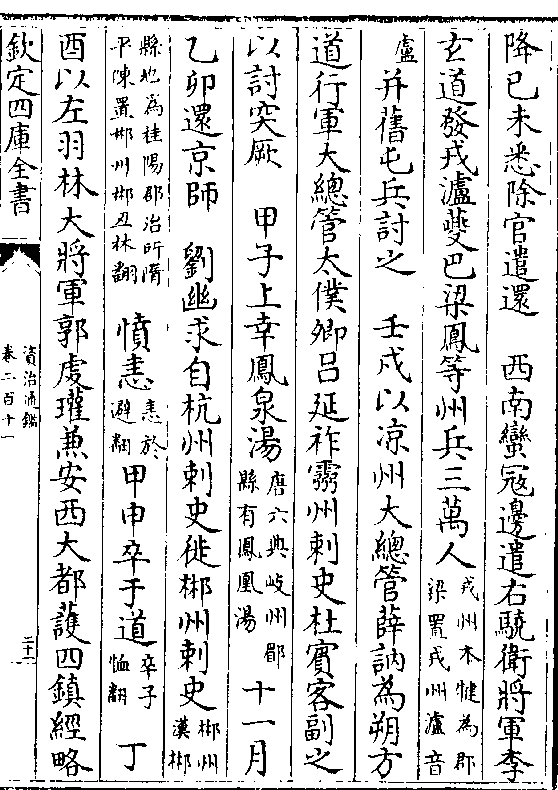 降己未悉除官遣還　西南蠻寇邊遣右驍衛將軍李
玄道發戎瀘夔巴梁鳳等州兵三萬人戎州本犍為郡梁置戎州瀘音
盧并舊屯兵討之　壬戌以凉州大總管薛訥為朔方
道行軍大總管太僕卿吕延祚靈州刺史杜賓客副之
以討突厥　甲子上幸鳳泉湯唐六典岐州郿縣有鳳凰湯　十一月
乙卯還京師　劉幽求自杭州刺史徙郴州刺史郴州漢郴
縣地為桂陽郡治所隋平陳置郴州郴丑林翻　憤恚恚於避翻甲申卒于道卒子恤翻　丁
酉以左羽林大將軍郭虔瓘兼安西大都䕶四鎮經略
欽定四庫全書
資治通鑑
卷二百十一
二十一